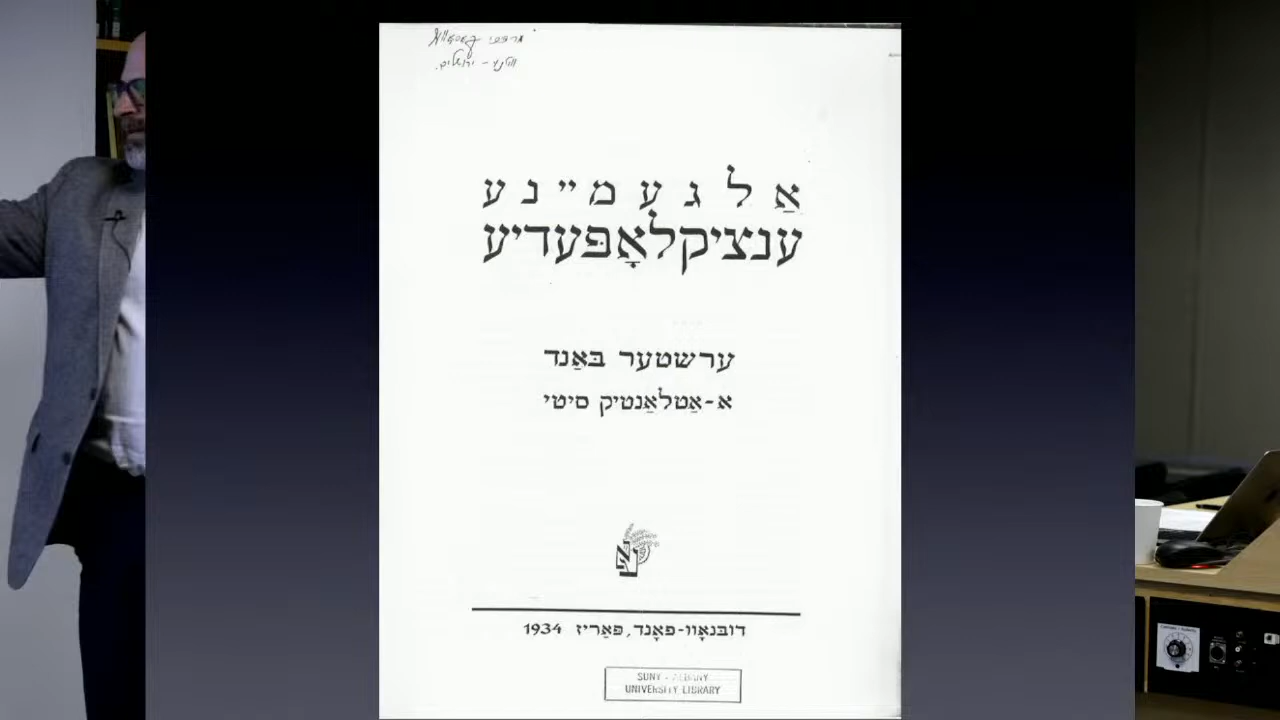 אַלגעמיינע
ענציקלאָפּעדיע
ערשטער באַנד
א-אַטלאַנטיק סיטי
דובנאָוו-פאָנד, פּאַריז 1934
SUNY - ALBANY
UNIVERSITY LIBRARY